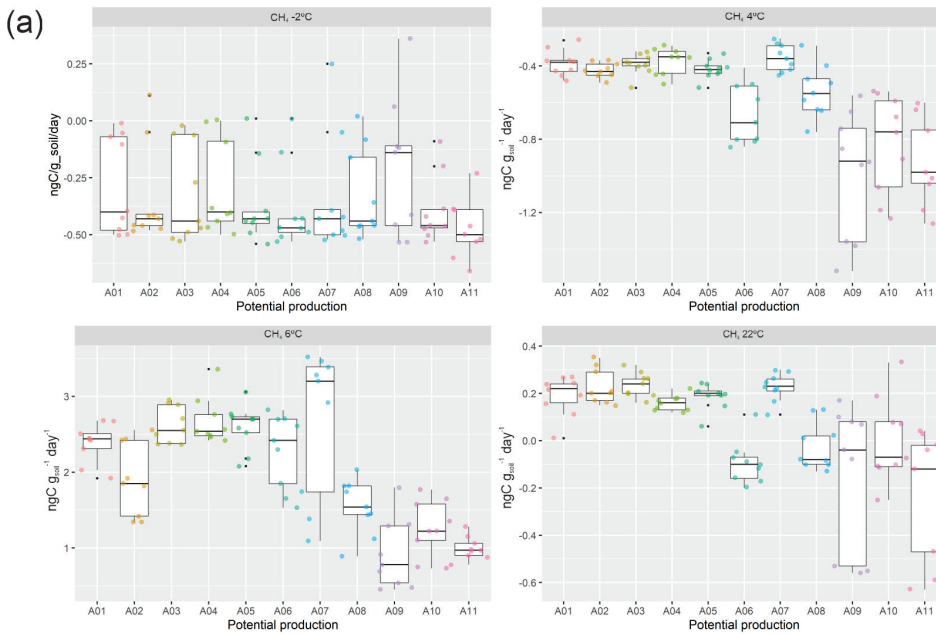 (a)
CH₄ -2°C
ngC/g_soil/day
0.25
0.00
-0.25
-0.50
A01 A02 A03 A04 A05 A06 A07 A08 A09 A10 A11
Potential production
CH₄ 4°C
ngC g_soil⁻¹ day⁻¹
-0.4
-0.8
-1.2
A01 A02 A03 A04 A05 A06 A07 A08 A09 A10 A11
Potential production
CH₄ 6°C
ngC g_soil⁻¹ day⁻¹
3
2
1
A01 A02 A03 A04 A05 A06 A07 A08 A09 A10 A11
Potential production
CH₄ 22°C
ngC g_soil⁻¹ day⁻¹
0.4
0.2
0.0
-0.2
-0.4
-0.6
A01 A02 A03 A04 A05 A06 A07 A08 A09 A10 A11
Potential production